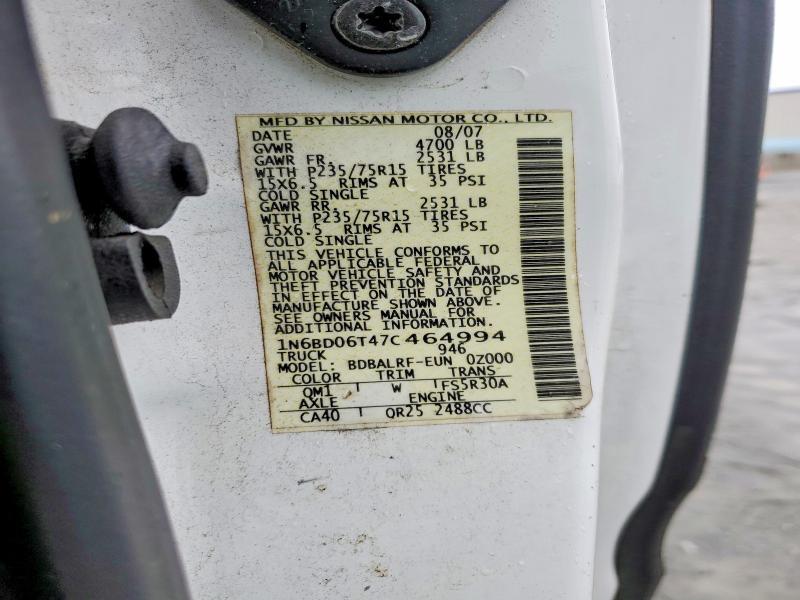 MFD BY NISSAN MOTOR CO., LTD.
DATE 08/07
GVWR 4700 LB
GAWR FR. 2531 LB
WITH P235/75R15 TIRES
15X6.5 RIMS AT 35 PSI
COLD SINGLE
GAWR RR. 2531 LB
WITH P235/75R15 TIRES
15X6.5 RIMS AT 35 PSI
COLD SINGLE
THIS VEHICLE CONFORMS TO
ALL APPLICABLE FEDERAL
MOTOR VEHICLE SAFETY AND
THEFT PREVENTION STANDARDS
IN EFFECT ON THE DATE OF
MANUFACTURE SHOWN ABOVE.
SEE OWNERS MANUAL FOR
ADDITIONAL INFORMATION.
1N6BD06T47C464994
TRUCK 946
MODEL: BDBALRF-EUN 0Z000
COLOR TRIM TRANS
QM1 W FS5R30A
AXLE ENGINE
CA40 QR25 2488CC